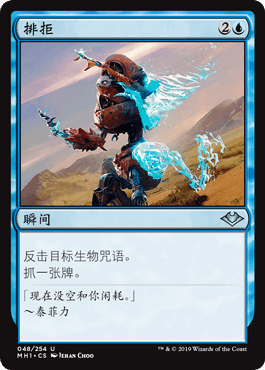 排拒 2
瞬间
反击目标生物咒语。
抓一张牌。
「现在没空和你闲耗。」
～泰菲力
048/254 U
MH1 • CS JEHAN CHOO
™ & © 2019 Wizards of the Coast